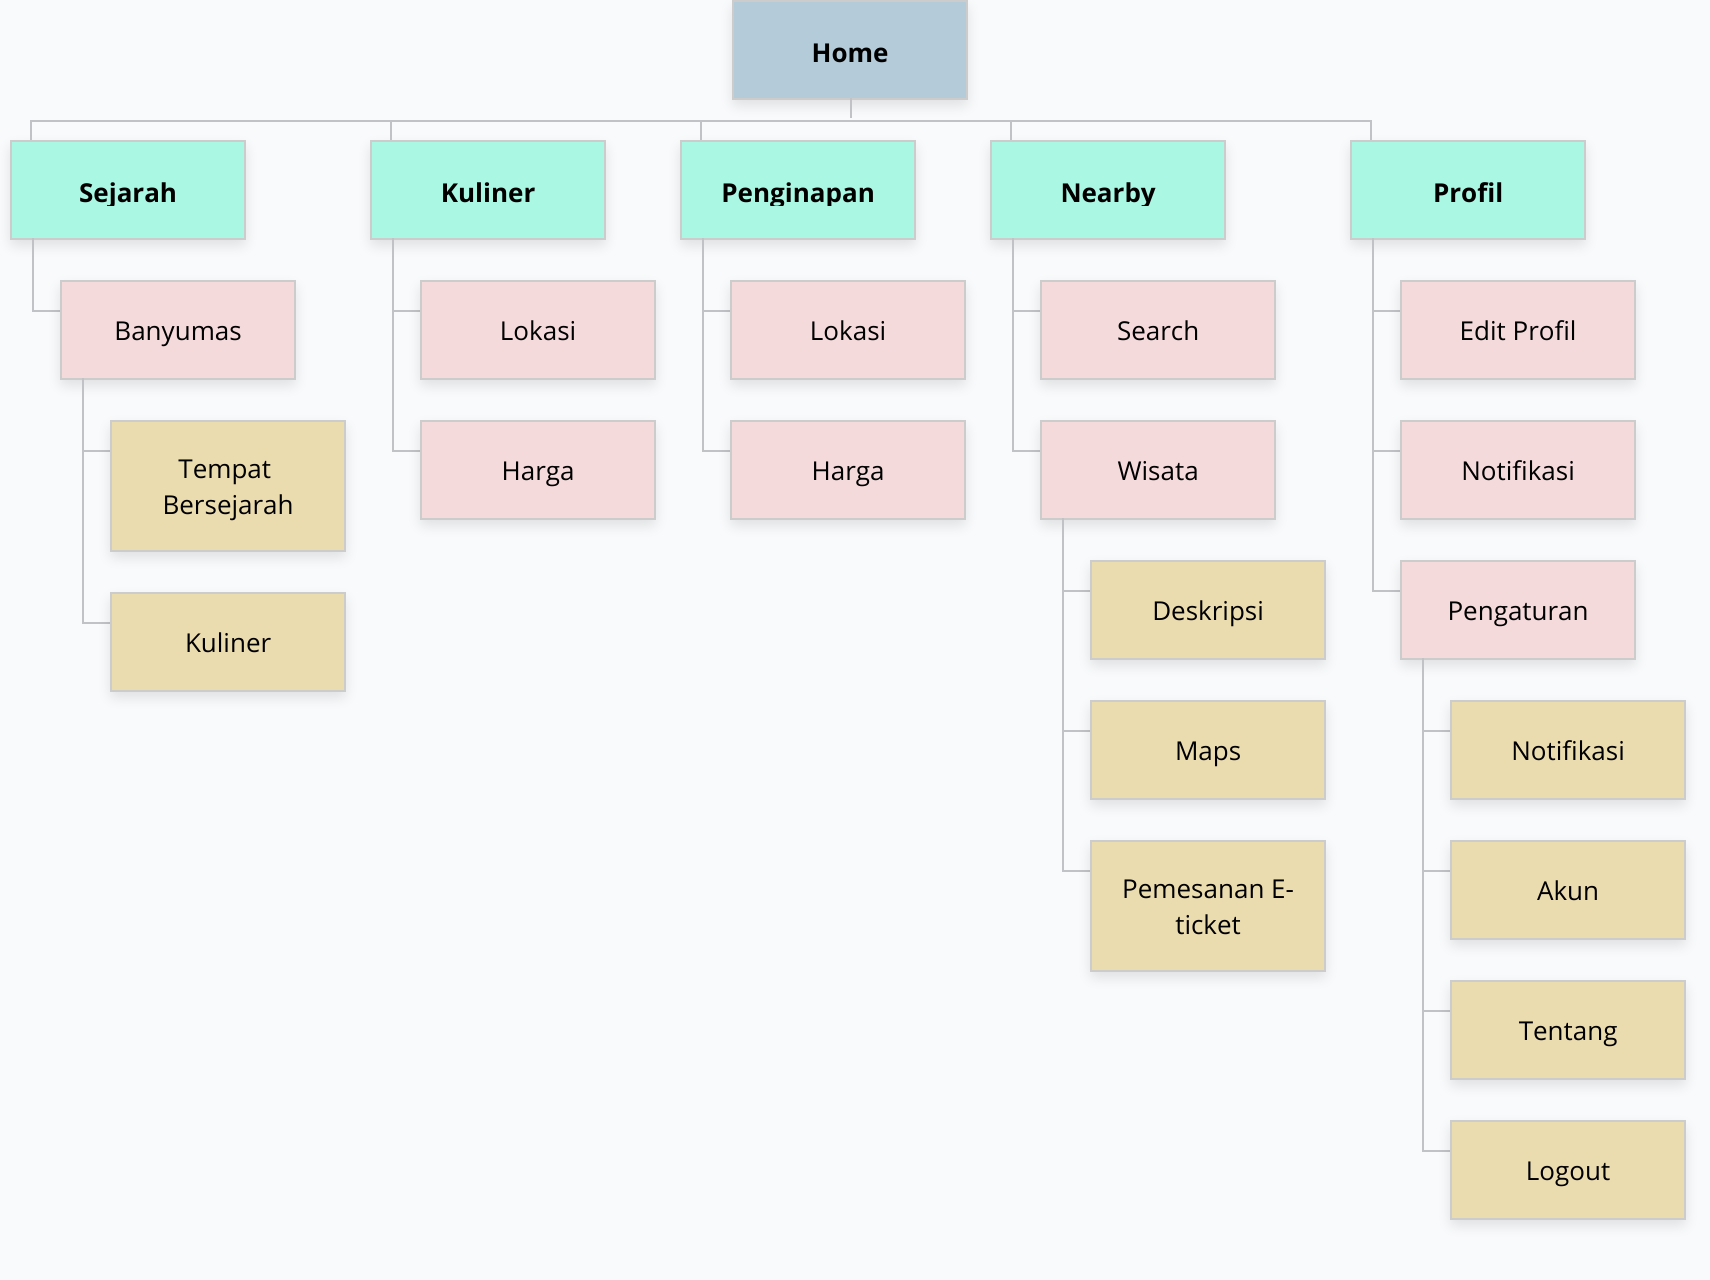 Home
Sejarah
Kuliner
Penginapan
Nearby
Profil
Banyumas
Lokasi
Lokasi
Search
Edit Profil
Tempat
Bersejarah
Harga
Harga
Wisata
Notifikasi
Kuliner
Deskripsi
Pengaturan
Maps
Notifikasi
Pemesanan E-
ticket
Akun
Tentang
Logout